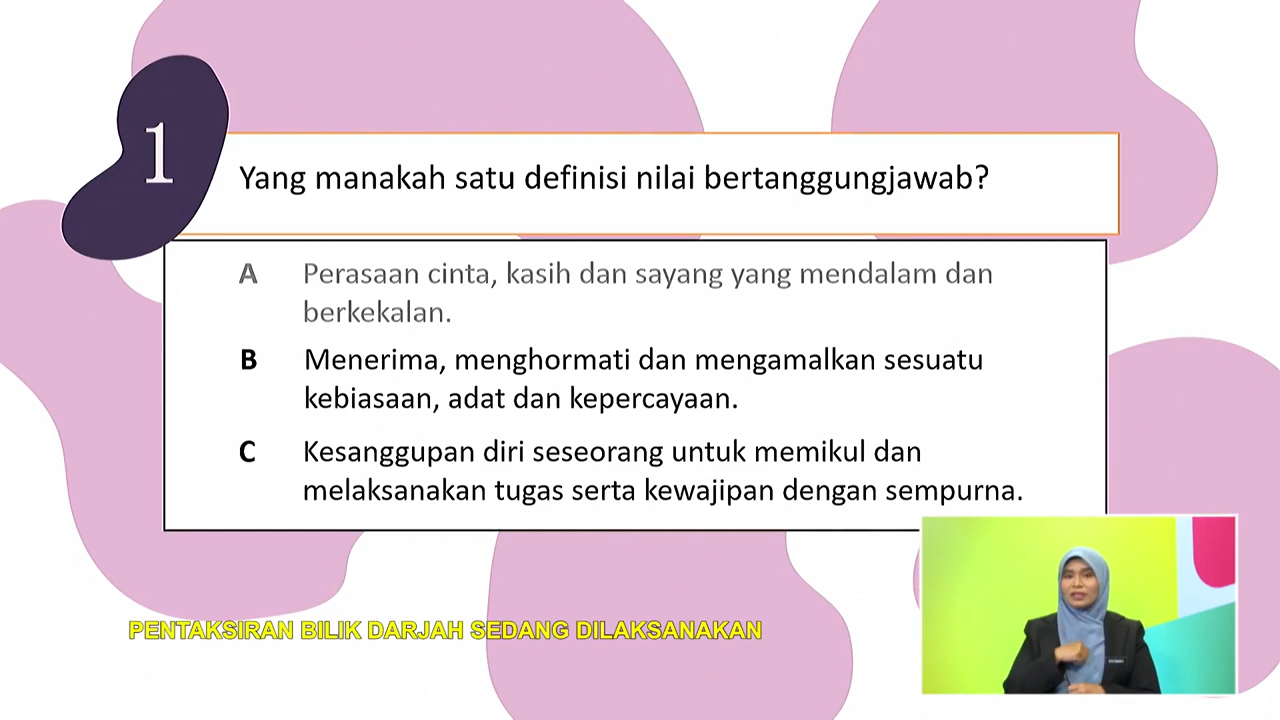 1
Yang manakah satu definisi nilai bertanggungjawab?
A Perasaan cinta, kasih dan sayang yang mendalam dan
berkekalan.
B Menerima, menghormati dan mengamalkan sesuatu
kebiasaan, adat dan kepercayaan.
C Kesanggupan diri seseorang untuk memikul dan
melaksanakan tugas serta kewajipan dengan sempurna.
PENTAKSIRAN BILIK DARJAH SEDANG DILAKSANAKAN